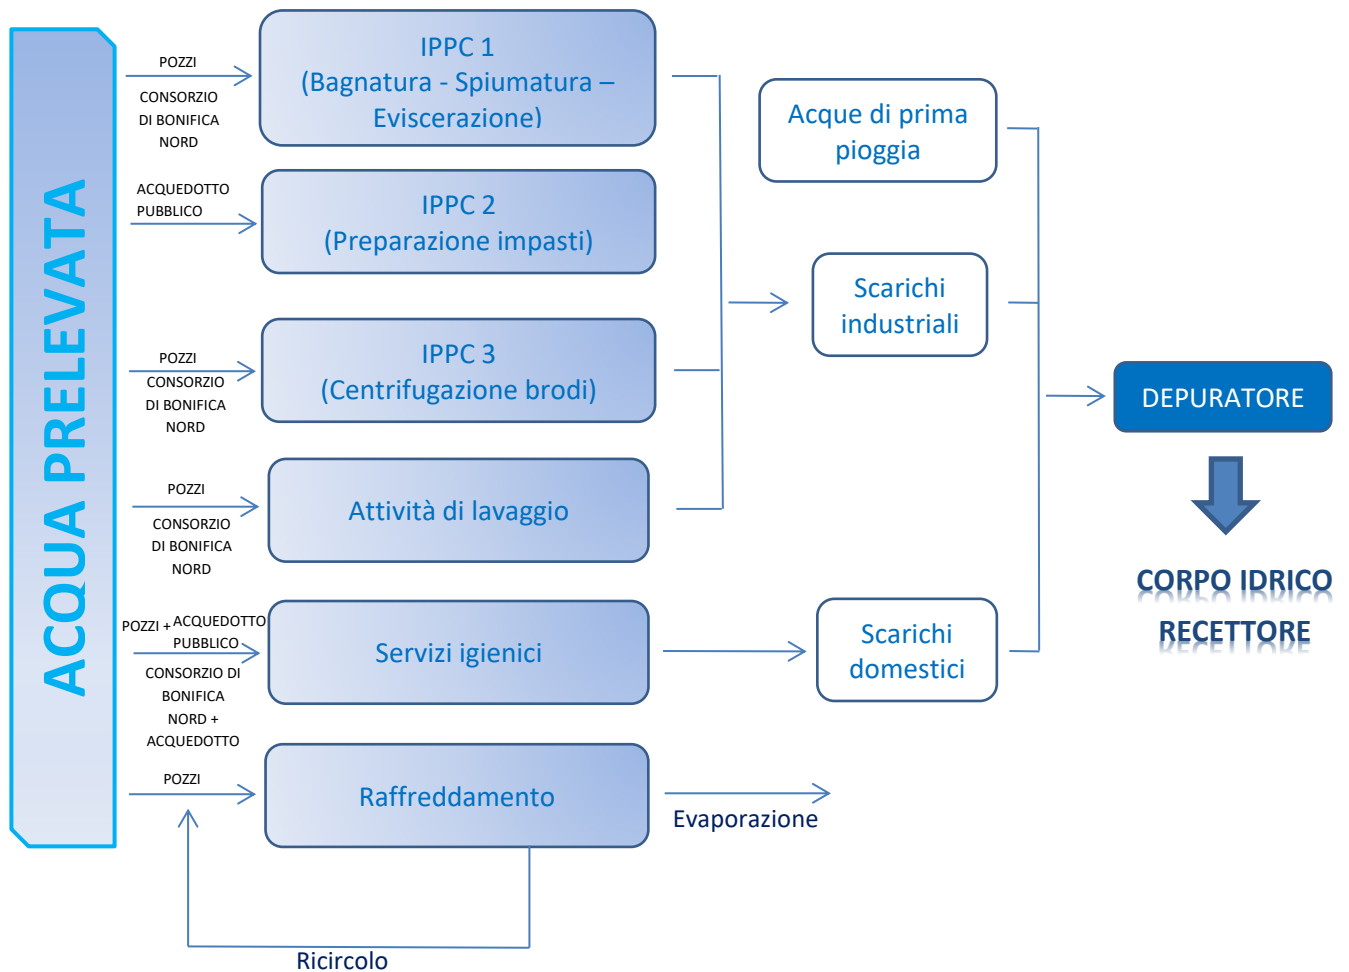 ACQUA PRELEVATA
POZZI
CONSORZIO
DI BONIFICA
NORD
IPPC 1
(Bagnatura - Spiumatura –
Eviscerazione)
ACQUEDOTTO
PUBBLICO
IPPC 2
(Preparazione impasti)
POZZI
CONSORZIO
DI BONIFICA
NORD
IPPC 3
(Centrifugazione brodi)
POZZI
CONSORZIO
DI BONIFICA
NORD
Attività di lavaggio
POZZI + ACQUEDOTTO
PUBBLICO
CONSORZIO DI
BONIFICA
NORD +
ACQUEDOTTO
Servizi igienici
POZZI
Raffreddamento
Evaporazione
Ricircolo
Acque di prima
pioggia
Scarichi
industriali
Scarichi
domestici
DEPURATORE
CORPO IDRICO
RECETTORE